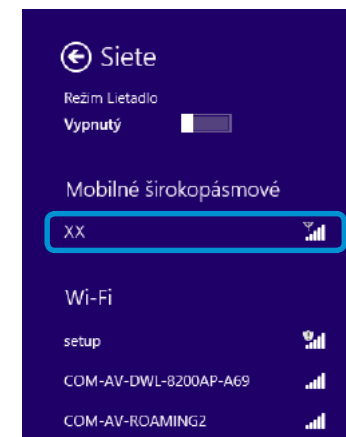 Siete
Režim Lietadlo
Vypnutý
Mobilné širokopásmové
XX
Wi-Fi
setup
COM-AV-DWL-8200AP-A69
COM-AV-ROAMING2